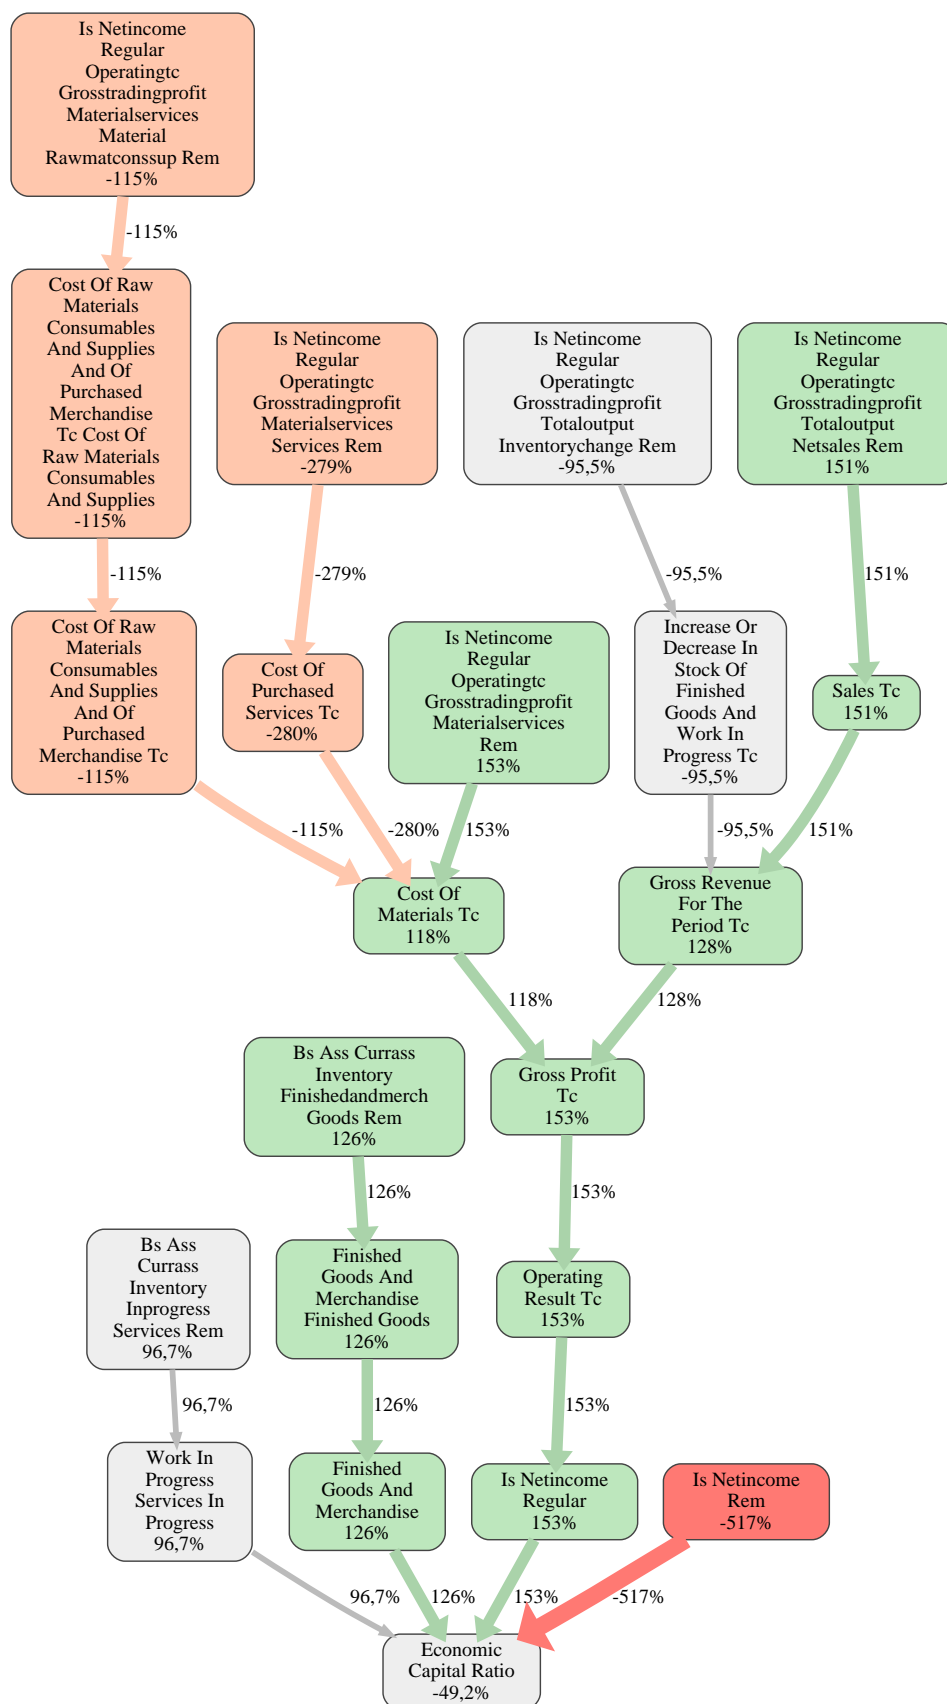 Is Netincome
Regular
Operatingtc
Grosstradingprofit
Materialservices
Material
Rawmatconssup Rem
-115%
-115%
Cost Of Raw
Materials
Consumables
And Supplies
And Of
Purchased
Merchandise
Tc Cost Of
Raw Materials
Consumables
And Supplies
-115%
Is Netincome
Regular
Operatingtc
Grosstradingprofit
Materialservices
Services Rem
-279%
Is Netincome
Regular
Operatingtc
Grosstradingprofit
Totaloutput
Inventorychange Rem
-95,5%
Is Netincome
Regular
Operatingtc
Grosstradingprofit
Totaloutput
Netsales Rem
151%
-115%
-279%
-95,5%
151%
Cost Of Raw
Materials
Consumables
And Supplies
And Of
Purchased
Merchandise Tc
-115%
Cost Of
Purchased
Services Tc
-280%
Is Netincome
Regular
Operatingtc
Grosstradingprofit
Materialservices
Rem
153%
Increase Or
Decrease In
Stock Of
Finished
Goods And
Work In
Progress Tc
-95,5%
Sales Tc
151%
-115%
-280%
153%
-95,5%
151%
Cost Of
Materials Tc
118%
Gross Revenue
For The
Period Tc
128%
118%
128%
Bs Ass Currass
Inventory
Finishedandmerch
Goods Rem
126%
Gross Profit
Tc
153%
126%
153%
Bs Ass
Currass
Inventory
Inprogress
Services Rem
96,7%
Finished
Goods And
Merchandise
Finished Goods
126%
Operating
Result Tc
153%
96,7%
126%
153%
Work In
Progress
Services In
Progress
96,7%
Finished
Goods And
Merchandise
126%
Is Netincome
Regular
153%
Is Netincome
Rem
-517%
96,7%
126%
153%
-517%
Economic
Capital Ratio
-49,2%